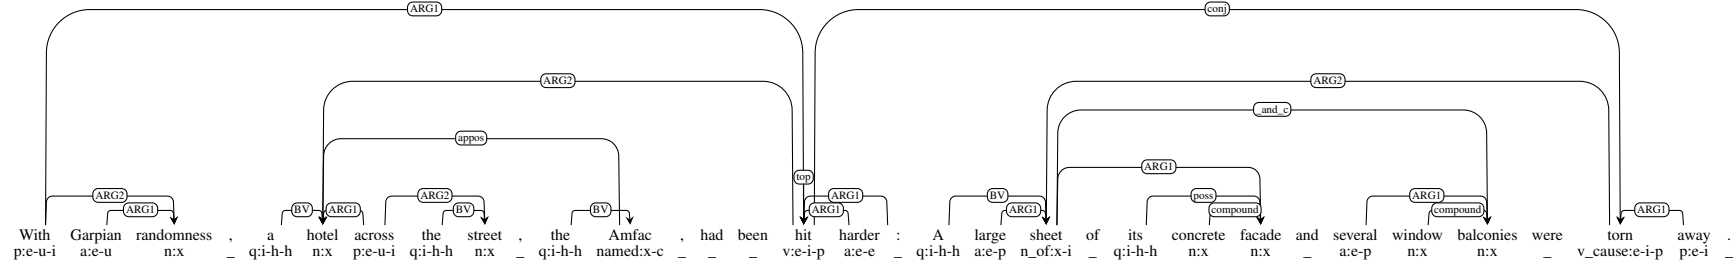 ARG1 conj
ARG2 ARG2
_and_c
appos
ARG1
top
ARG2 ARG1 BV poss ARG1
ARG1 BV ARG1 BV BV ARG1 ARG1 compound compound ARG1
With Garpian randomness , a hotel across the street , the Amfac , had been hit harder : A large sheet of its concrete facade and several window balconies were torn away .
p:e-u-i a:e-u n:x _ q:i-h-h n:x p:e-u-i q:i-h-h n:x _ q:i-h-h named:x-c _ _ _ v:e-i-p a:e-e _ q:i-h-h a:e-p n_of:x-i _ q:i-h-h n:x n:x _ a:e-p n:x n:x _ v_cause:e-i-p p:e-i _